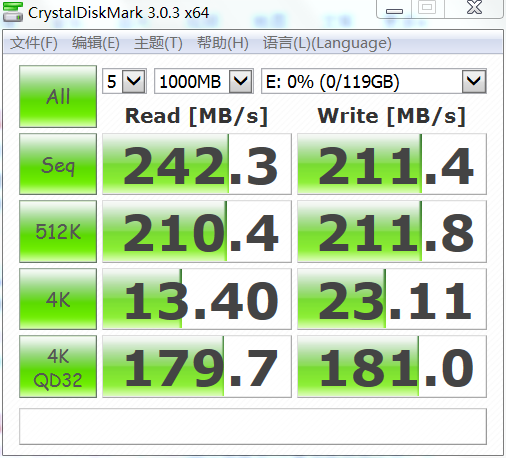 CrystalDiskMark 3.0.3 x64
文件(F) 编辑(E) 主题(T) 帮助(H) 语言(L)(Language)
All 5 1000MB E: 0% (0/119GB)
Read [MB/s] Write [MB/s]
Seq 242.3 211.4
512K 210.4 211.8
4K 13.40 23.11
4K
QD32 179.7 181.0